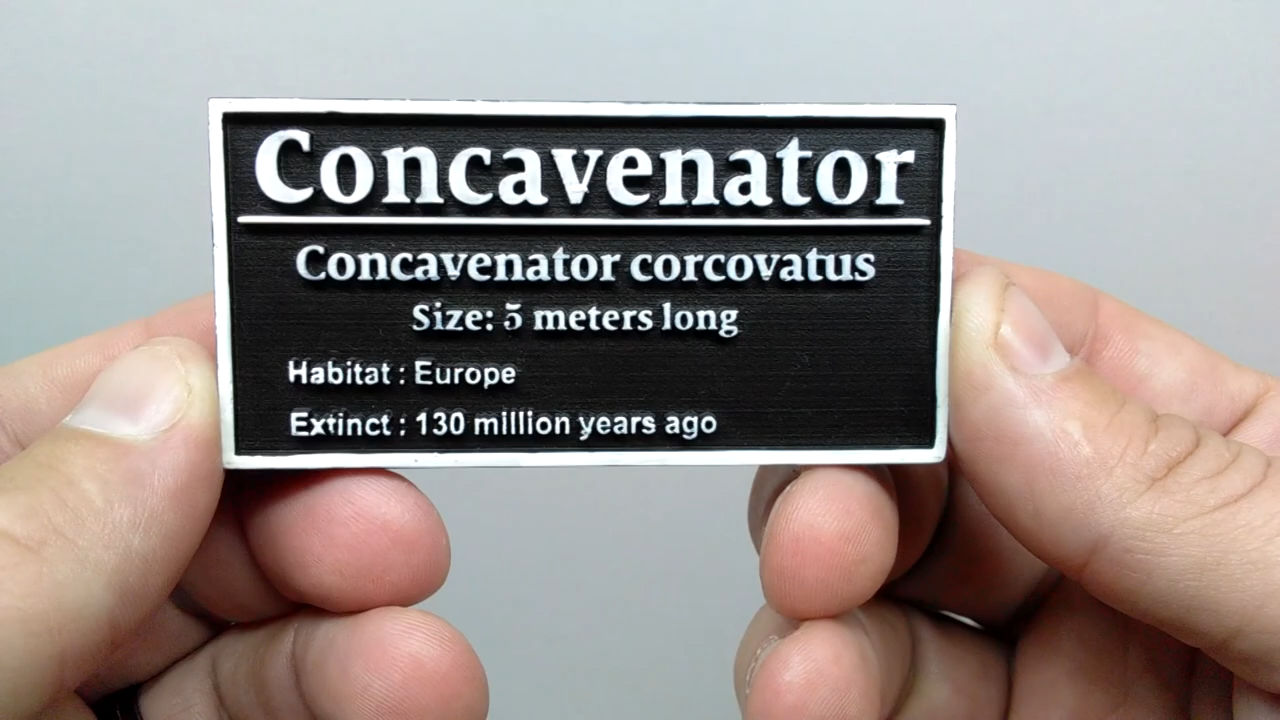 Concavenator
Concavenator corcovatus
Size: 5 meters long
Habitat : Europe
Extinct : 130 million years ago